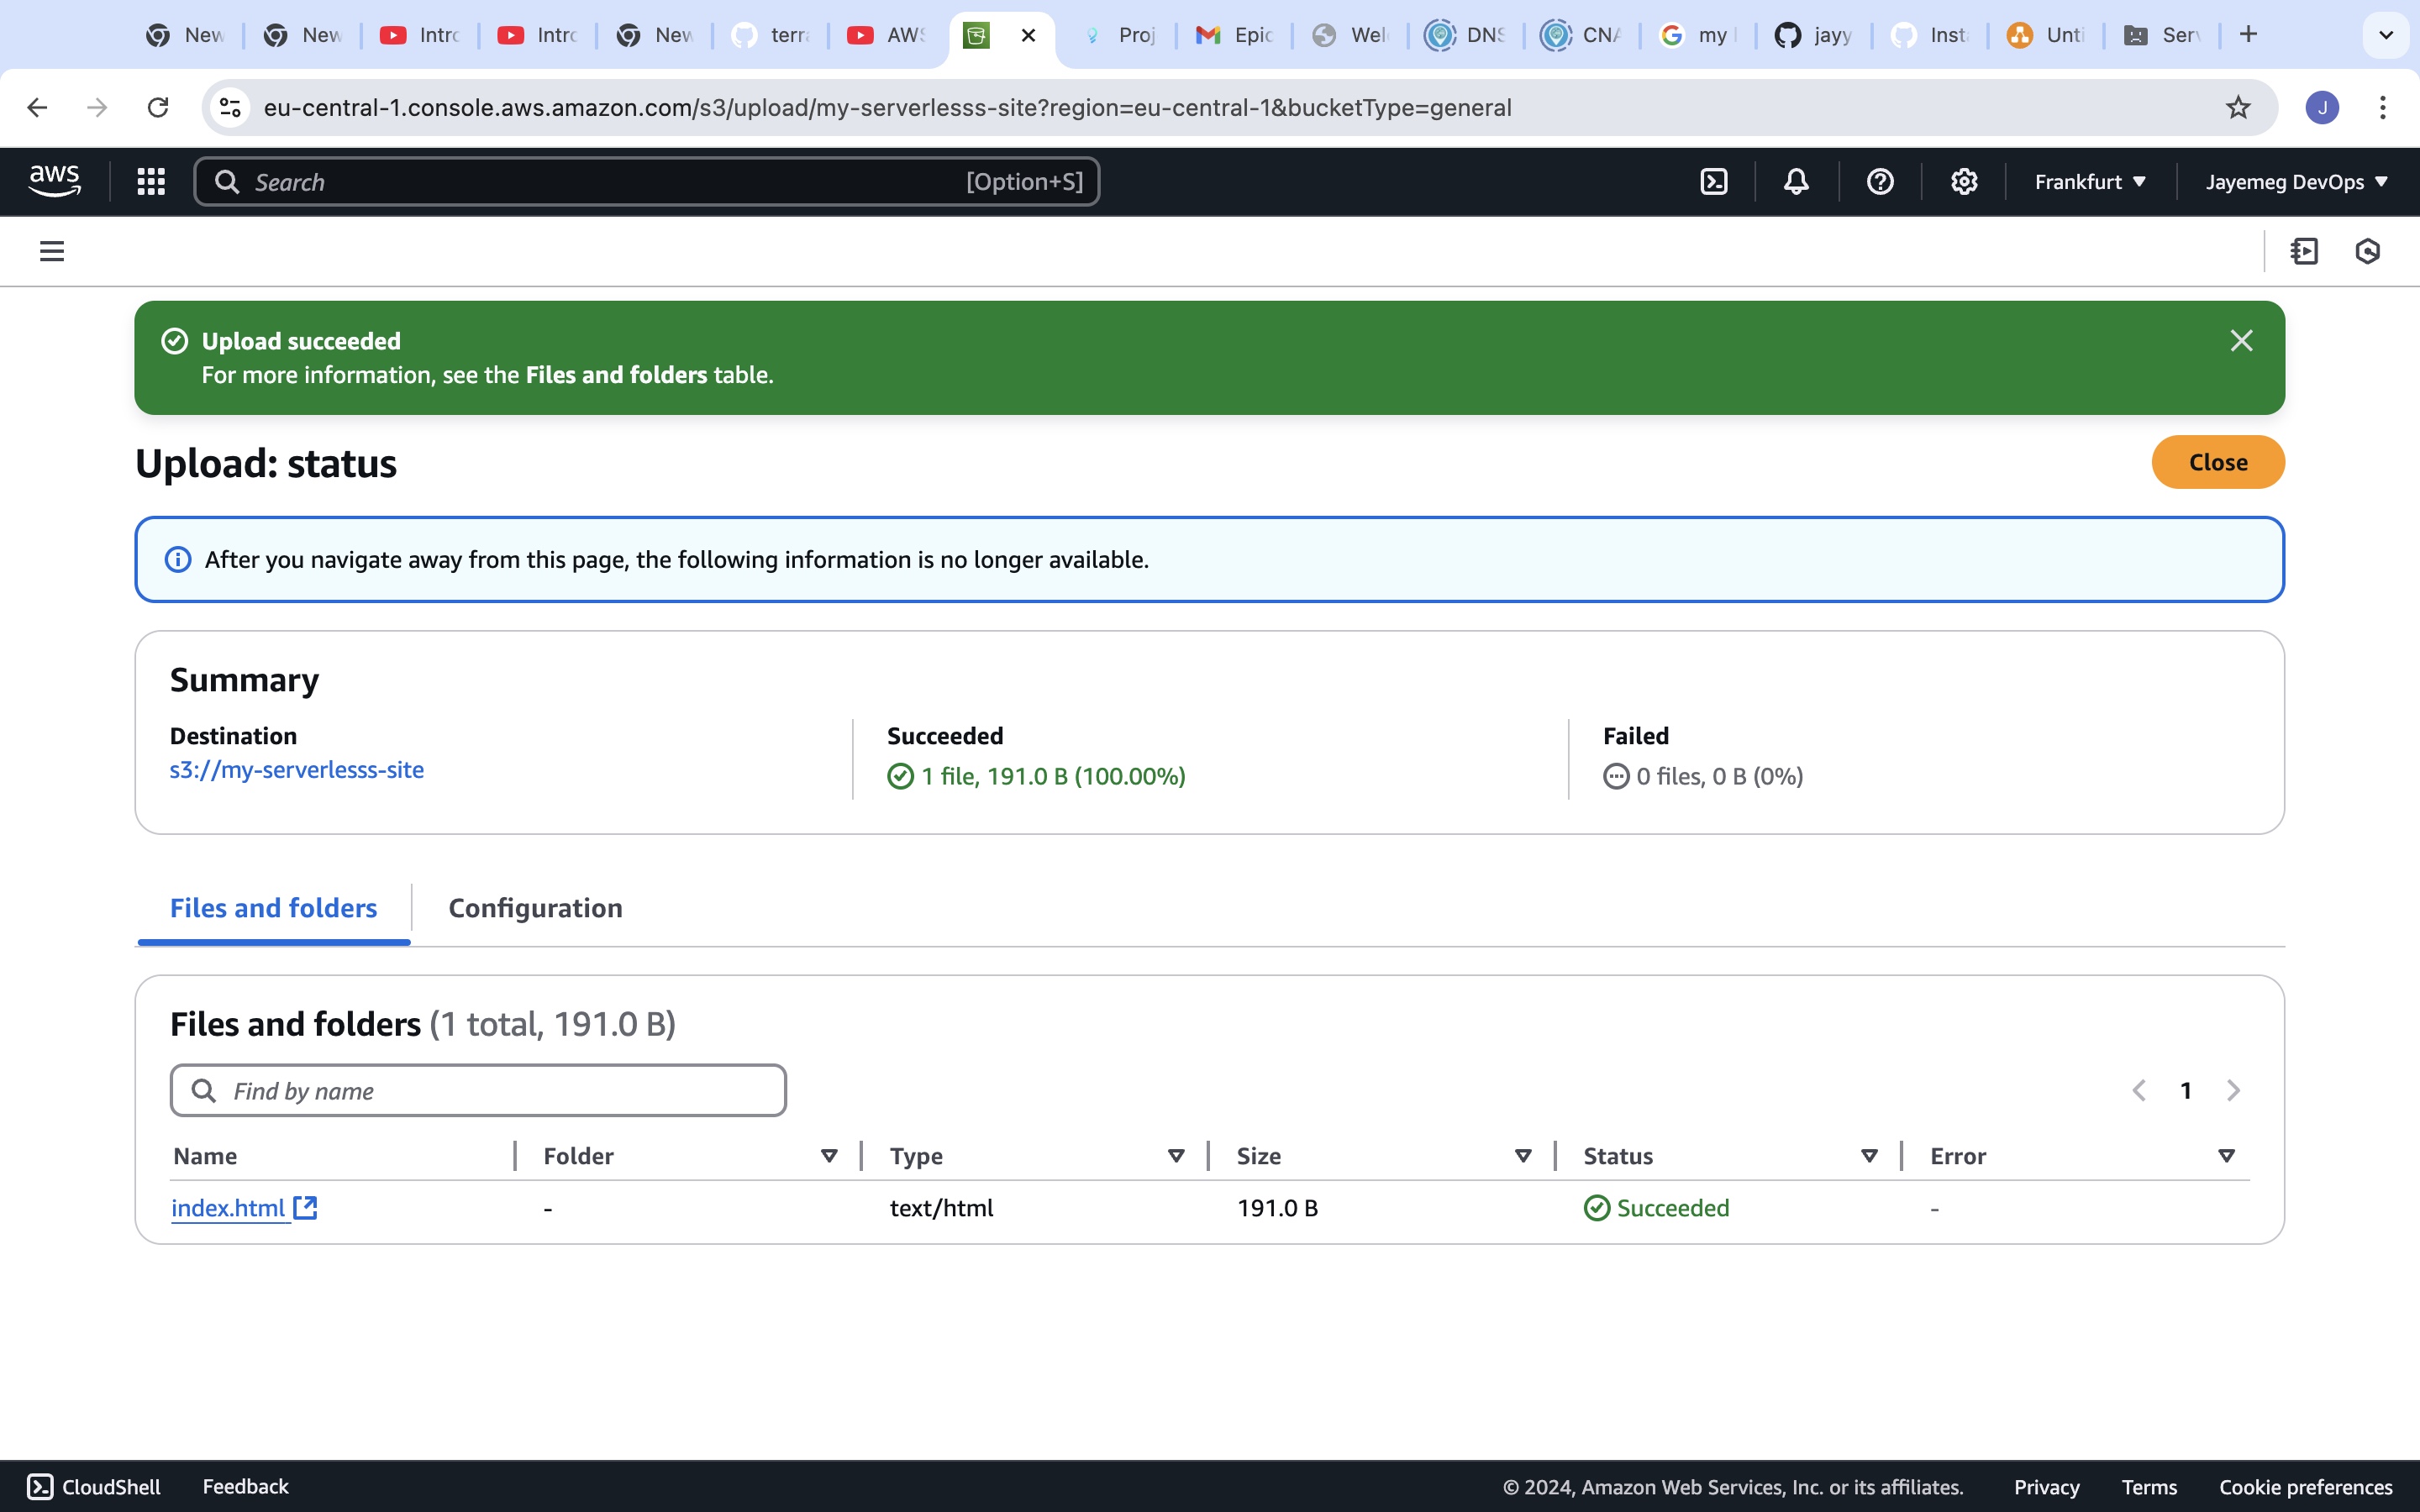 New
New
Intro
Intro
New
terra
AWS
Proj
Epic
Wel
DNS
CNA
my
jayy
Inst
Unti
Serv
eu-central-1.console.aws.amazon.com/s3/upload/my-serverlesss-site?region=eu-central-1&bucketType=general
J
aws
Search
[Option+S]
Frankfurt
Jayemeg DevOps
Upload succeeded
For more information, see the Files and folders table.
Upload: status
Close
After you navigate away from this page, the following information is no longer available.
Summary
Destination
s3://my-serverlesss-site
Succeeded
1 file, 191.0 B (100.00%)
Failed
0 files, 0 B (0%)
Files and folders
Configuration
Files and folders (1 total, 191.0 B)
Find by name
1
Name Folder Type Size Status Error
index.html - text/html 191.0 B Succeeded -
CloudShell
Feedback
© 2024, Amazon Web Services, Inc. or its affiliates.
Privacy
Terms
Cookie preferences